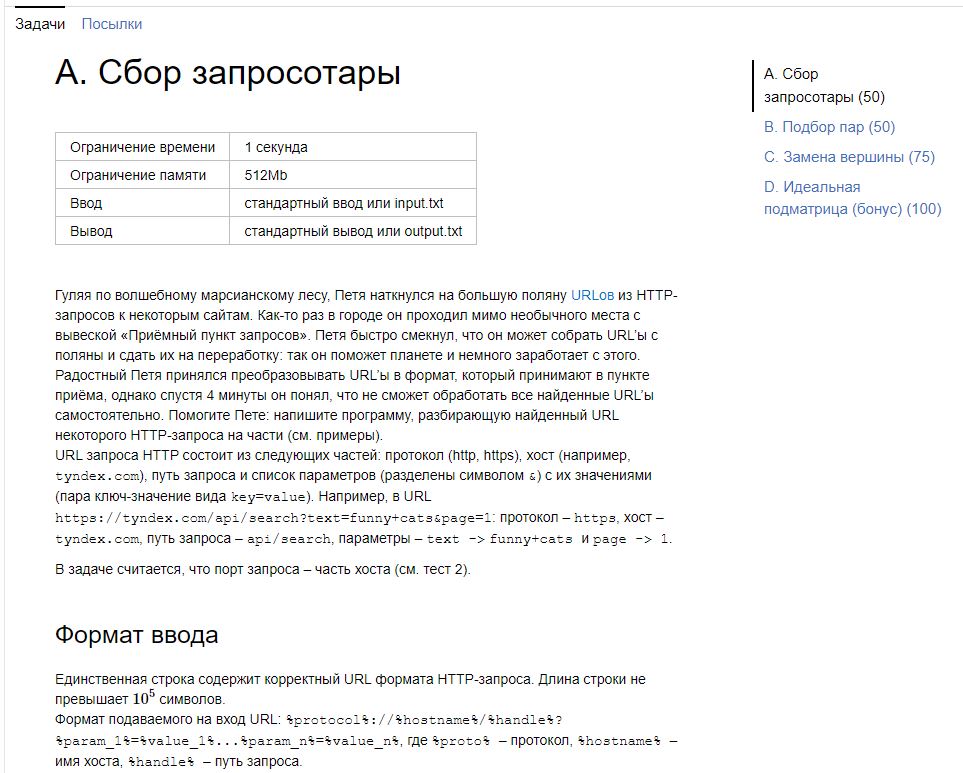 Задачи Посылки
А. Сбор запросотары
Ограничение времени 1 секунда
Ограничение памяти 512Mb
Ввод стандартный ввод или input.txt
Вывод стандартный вывод или output.txt
Гуляя по волшебному марсианскому лесу, Петя наткнулся на большую поляну URLов из HTTP-
запросов к некоторым сайтам. Как-то раз в городе он проходил мимо необычного места с
вывеской «Приёмный пункт запросов». Петя быстро смекнул, что он может собрать URL'ы с
поляны и сдать их на переработку: так он поможет планете и немного заработает с этого.
Радостный Петя принялся преобразовывать URL'ы в формат, который принимают в пункте
приёма, однако спустя 4 минуты он понял, что не сможет обработать все найденные URL'ы
самостоятельно. Помогите Пете: напишите программу, разбирающую найденный URL
некоторого HTTP-запроса на части (см. примеры).
URL запроса HTTP состоит из следующих частей: протокол (http, https), хост (например,
tyndex.com), путь запроса и список параметров (разделены символом &) с их значениями
(пара ключ-значение вида key=value). Например, в URL
https://tyndex.com/api/search?text=funny+cats&page=1: протокол – https, хост –
tyndex.com, путь запроса – api/search, параметры – text -> funny+cats и page -> 1.
В задаче считается, что порт запроса – часть хоста (см. тест 2).
Формат ввода
Единственная строка содержит корректный URL формата HTTP-запроса. Длина строки не
превышает 10^5 символов.
Формат подаваемого на вход URL: %protocol%://%hostname%/%handle%?
%param_1%=%value_1%...%param_n%=%value_n%, где %proto% – протокол, %hostname% –
имя хоста, %handle% – путь запроса.
А. Сбор
запросотары (50)
B. Подбор пар (50)
C. Замена вершины (75)
D. Идеальная
подматрица (бонус) (100)